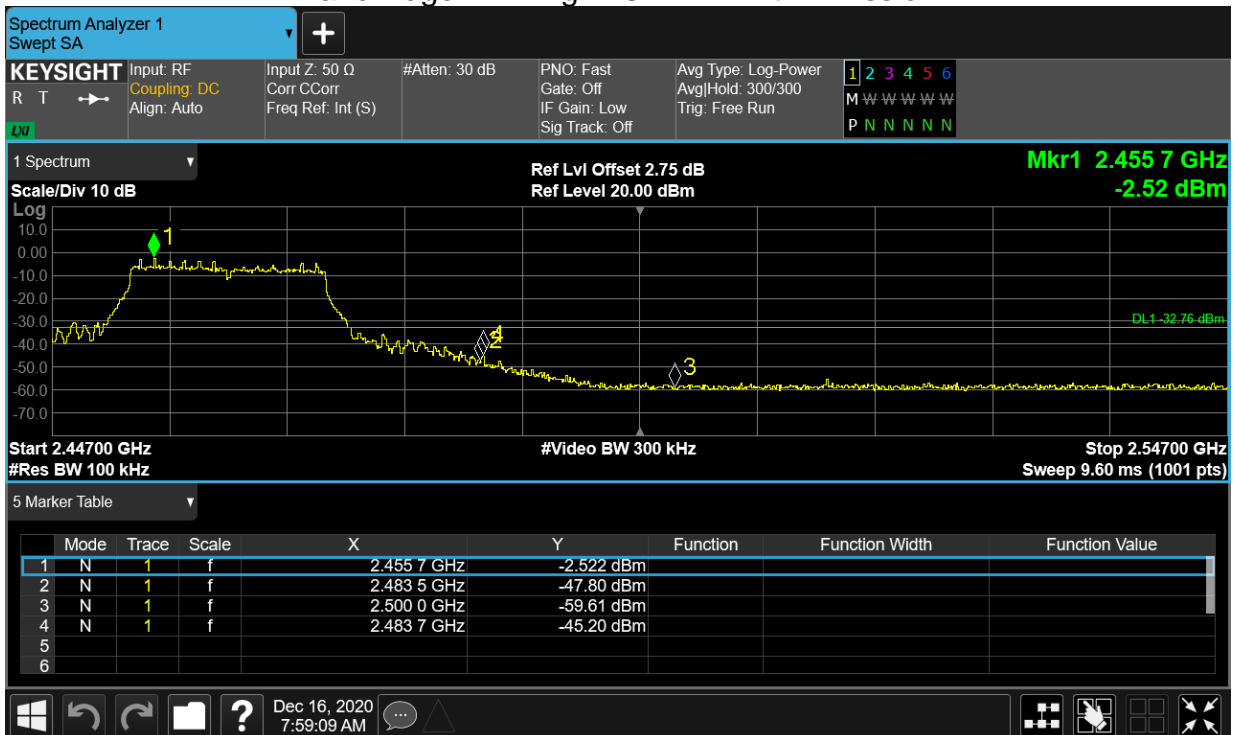 Spectrum Analyzer 1
Swept SA
+
KEYSIGHT
R T
LXI
Input: RF
Coupling: DC
Align: Auto
Input Z: 50 Ω
Corr CCorr
Freq Ref: Int (S)
#Atten: 30 dB
PNO: Fast
Gate: Off
IF Gain: Low
Sig Track: Off
Avg Type: Log-Power
Avg|Hold: 300/300
Trig: Free Run
1 2 3 4 5 6
M W W W W W
P N N N N N
1 Spectrum
Scale/Div 10 dB
Ref Lvl Offset 2.75 dB
Ref Level 20.00 dBm
Mkr1 2.455 7 GHz
-2.52 dBm
Log
10.0
0.00
-10.0
-20.0
-30.0
-40.0
-50.0
-60.0
-70.0
1
2
4
3
DL1 -32.76 dBm
Start 2.44700 GHz
#Res BW 100 kHz
#Video BW 300 kHz
Stop 2.54700 GHz
Sweep 9.60 ms (1001 pts)
5 Marker Table
Mode Trace Scale X Y Function Function Width Function Value
1 N 1 f 2.455 7 GHz -2.522 dBm
2 N 1 f 2.483 5 GHz -47.80 dBm
3 N 1 f 2.500 0 GHz -59.61 dBm
4 N 1 f 2.483 7 GHz -45.20 dBm
5
6
?
Dec 16, 2020
7:59:09 AM